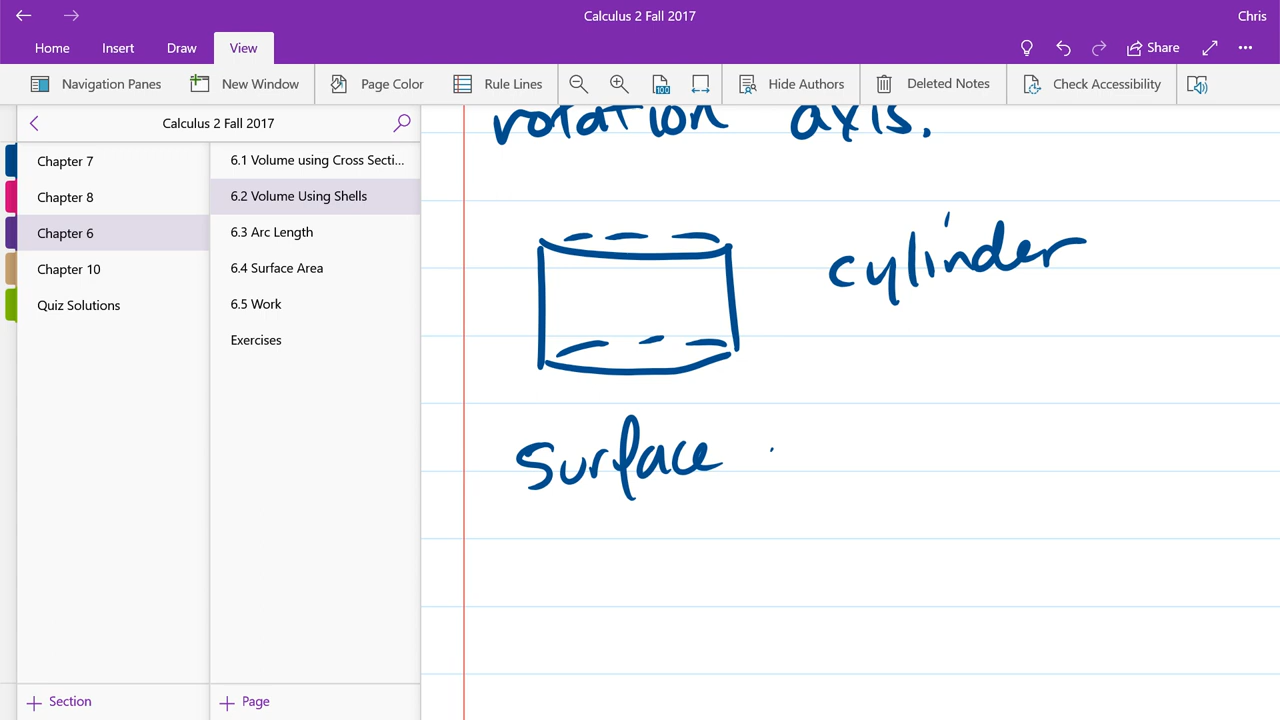 Calculus 2 Fall 2017
Chris
Home Insert Draw View
Share
Navigation Panes New Window Page Color Rule Lines 100 Hide Authors Deleted Notes Check Accessibility
Calculus 2 Fall 2017
Chapter 7
Chapter 8
Chapter 6
Chapter 10
Quiz Solutions
6.1 Volume using Cross Secti...
6.2 Volume Using Shells
6.3 Arc Length
6.4 Surface Area
6.5 Work
Exercises
+ Section
+ Page
rotation axis.
cylinder
surface